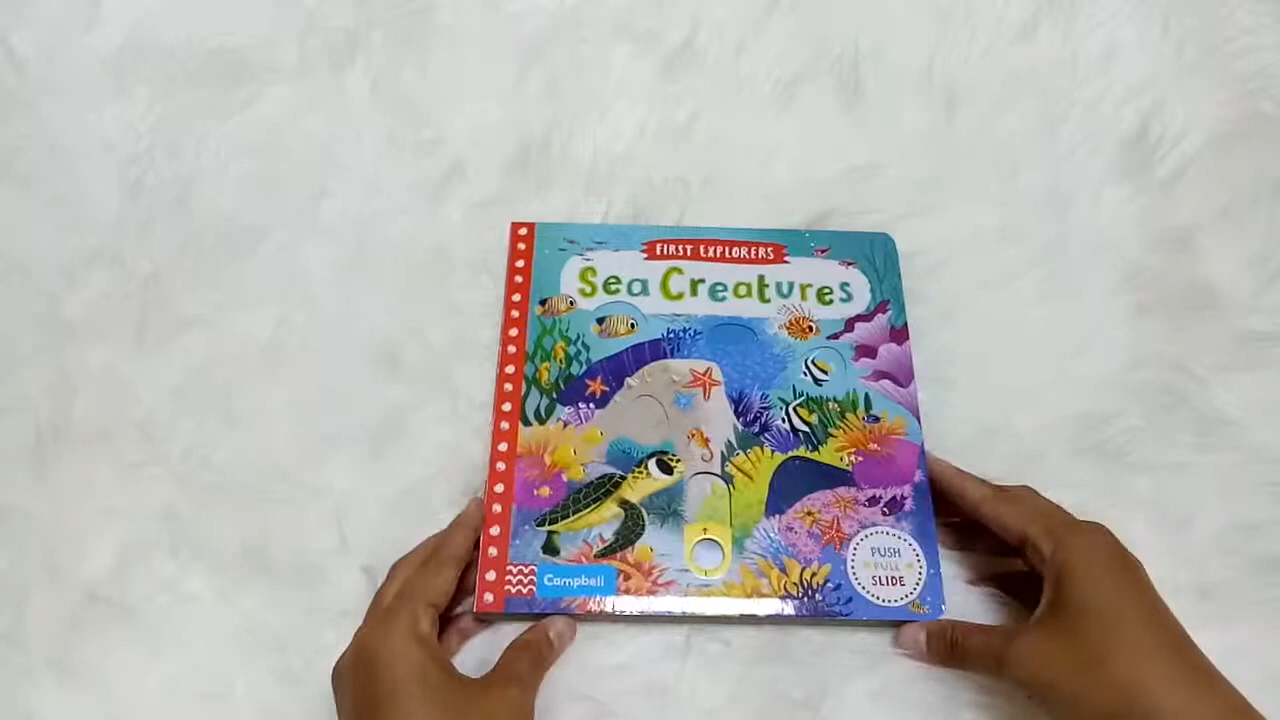 FIRST EXPLORERS
Sea Creatures
Campbell
PUSH
PULL
SLIDE